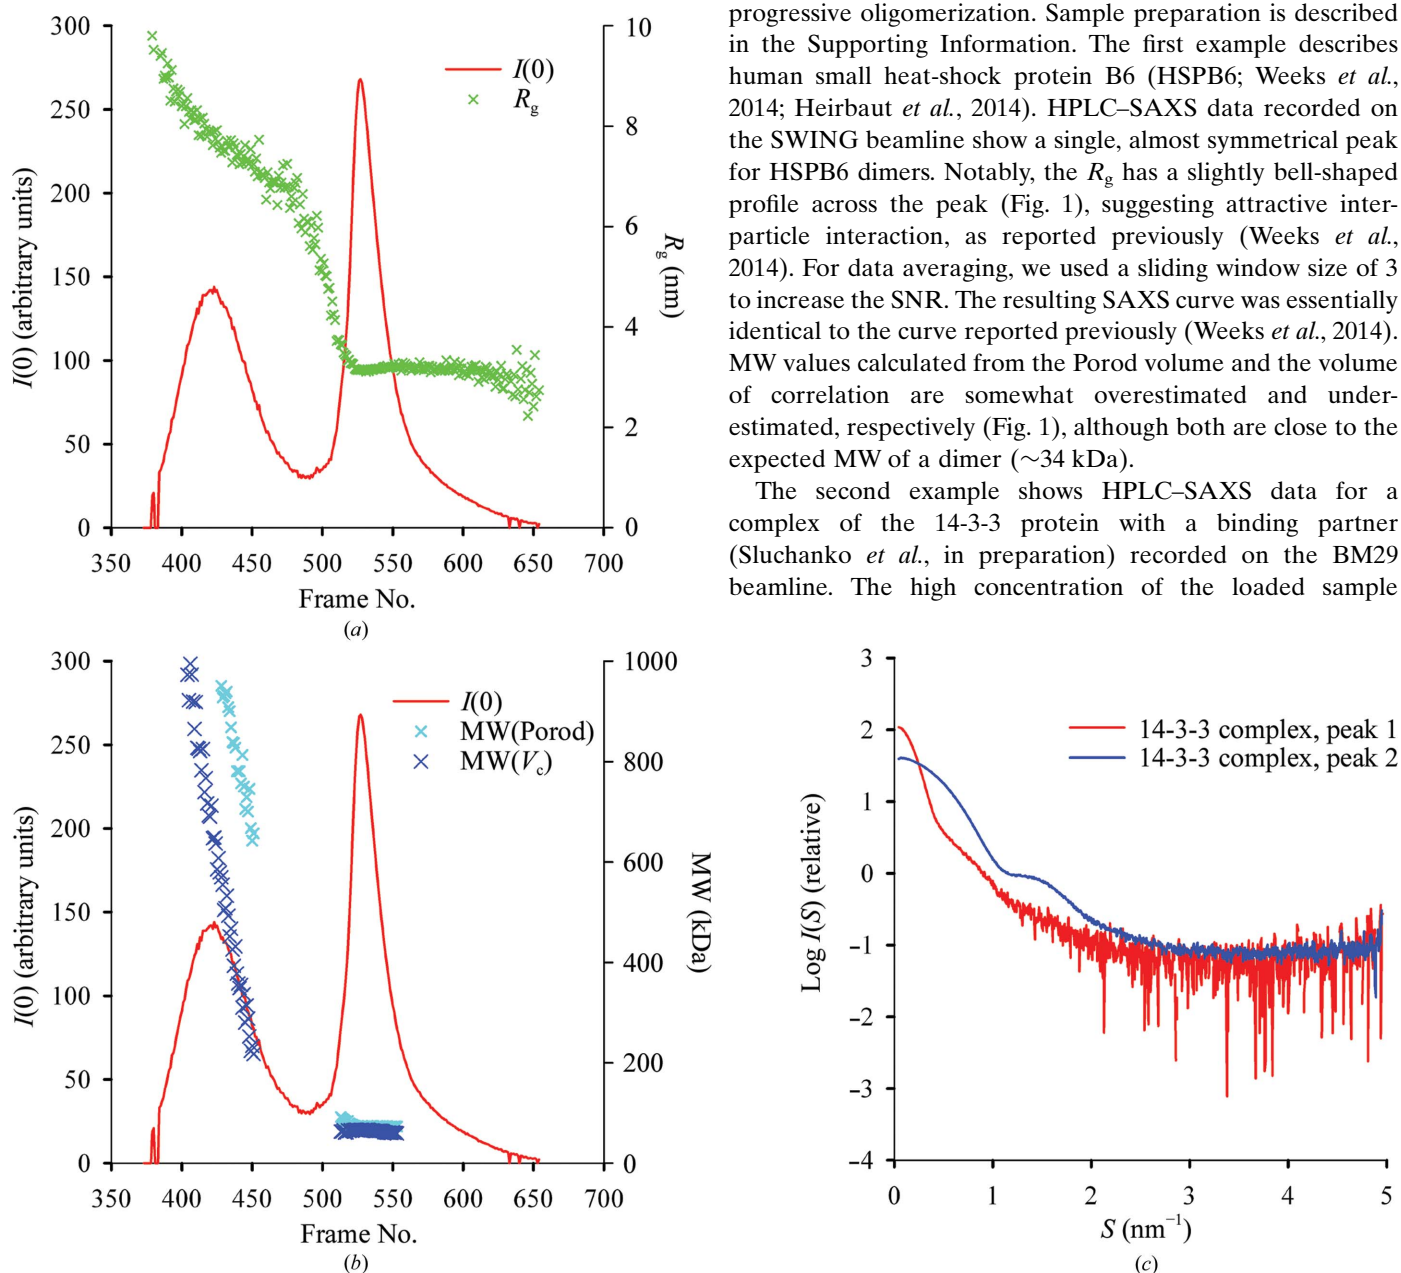 300
250
200
150
100
50
0
I(0) (arbitrary units)
10
8
6
4
2
0
Rg (nm)
I(0)
Rg
350 400 450 500 550 600 650 700
Frame No.
(a)
progressive oligomerization. Sample preparation is described
in the Supporting Information. The first example describes
human small heat-shock protein B6 (HSPB6; Weeks et al.,
2014; Heirbaut et al., 2014). HPLC–SAXS data recorded on
the SWING beamline show a single, almost symmetrical peak
for HSPB6 dimers. Notably, the Rg has a slightly bell-shaped
profile across the peak (Fig. 1), suggesting attractive inter-
particle interaction, as reported previously (Weeks et al.,
2014). For data averaging, we used a sliding window size of 3
to increase the SNR. The resulting SAXS curve was essentially
identical to the curve reported previously (Weeks et al., 2014).
MW values calculated from the Porod volume and the volume
of correlation are somewhat overestimated and under-
estimated, respectively (Fig. 1), although both are close to the
expected MW of a dimer (∼34 kDa).
The second example shows HPLC–SAXS data for a
complex of the 14-3-3 protein with a binding partner
(Sluchanko et al., in preparation) recorded on the BM29
beamline. The high concentration of the loaded sample
300
250
200
150
100
50
0
I(0) (arbitrary units)
1000
800
600
400
200
0
MW (kDa)
I(0)
MW(Porod)
MW(Vc)
350 400 450 500 550 600 650 700
Frame No.
(b)
3
2
1
0
−1
−2
−3
−4
Log I(S) (relative)
14-3-3 complex, peak 1
14-3-3 complex, peak 2
0 1 2 3 4 5
S (nm⁻¹)
(c)